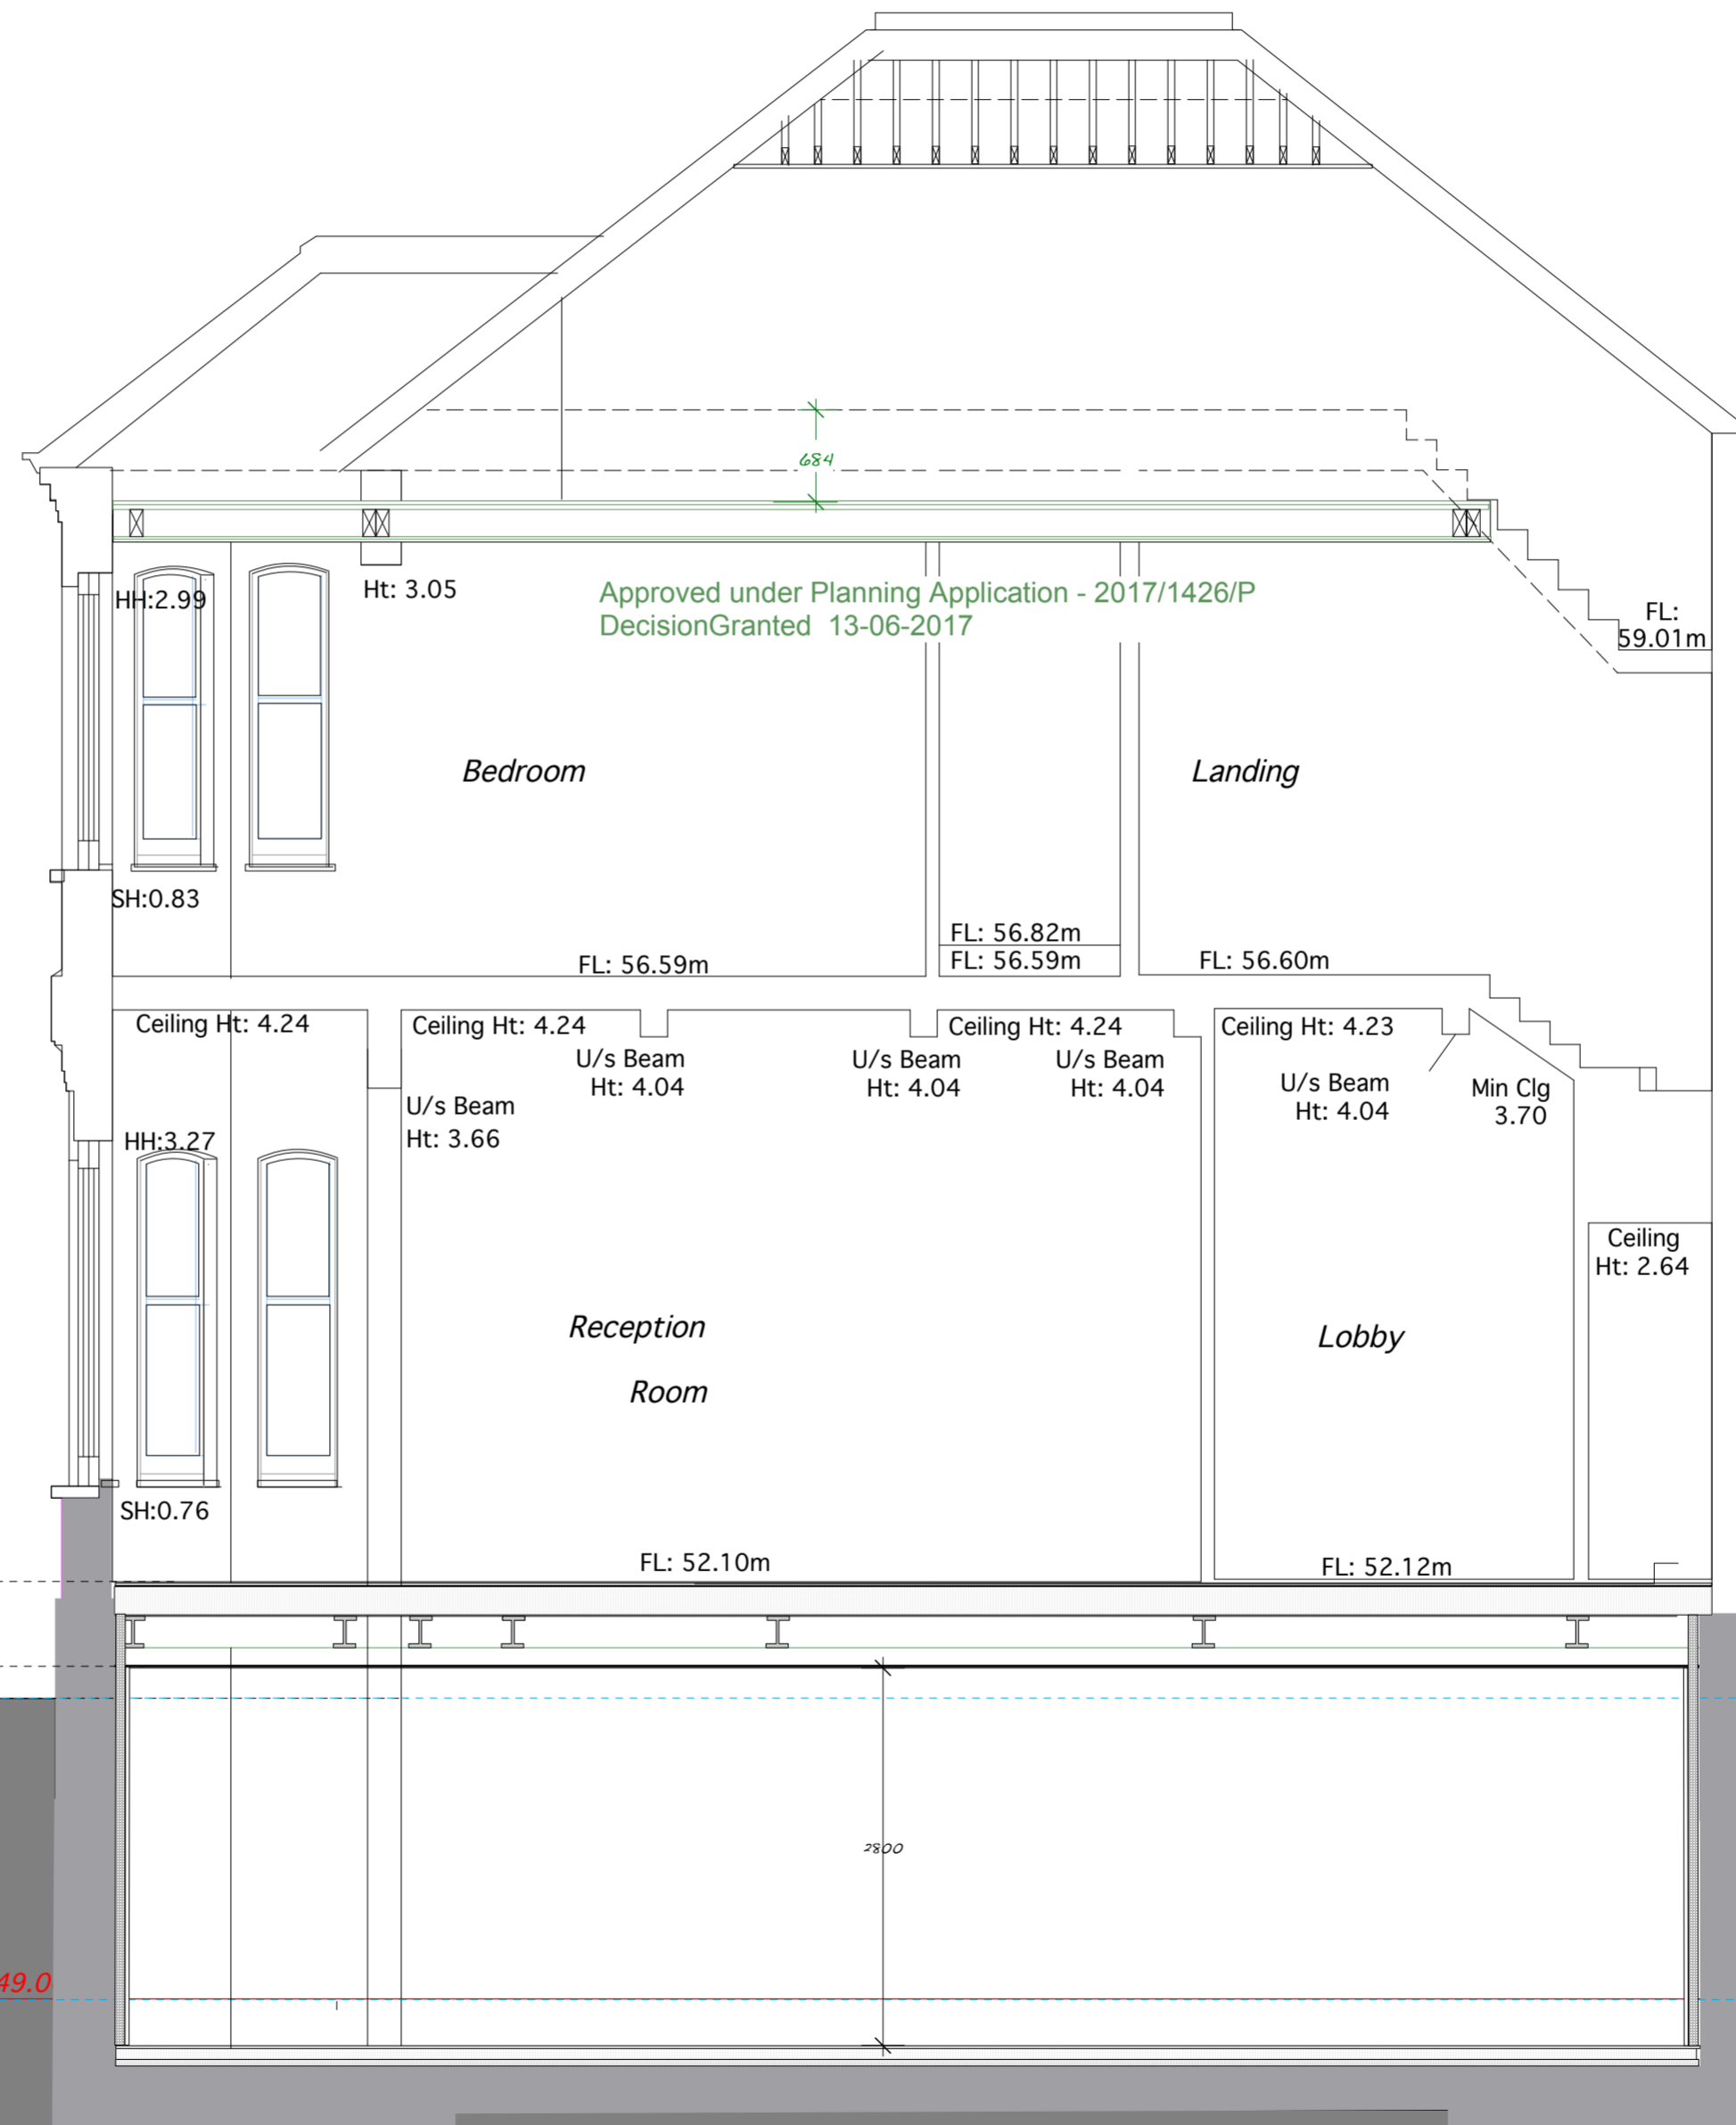 684
HH:2.99
Ht: 3.05
Approved under Planning Application - 2017/1426/P
DecisionGranted 13-06-2017
FL:
59.01m
Bedroom
Landing
SH:0.83
FL: 56.59m
FL: 56.82m
FL: 56.59m
FL: 56.60m
Ceiling Ht: 4.24
Ceiling Ht: 4.24
Ceiling Ht: 4.24
Ceiling Ht: 4.23
U/s Beam
Ht: 4.04
U/s Beam
Ht: 4.04
U/s Beam
Ht: 4.04
U/s Beam
Ht: 4.04
Min Clg
3.70
U/s Beam
Ht: 3.66
HH:3.27
Ceiling
Ht: 2.64
Reception
Room
Lobby
SH:0.76
FL: 52.10m
FL: 52.12m
2800
49.0